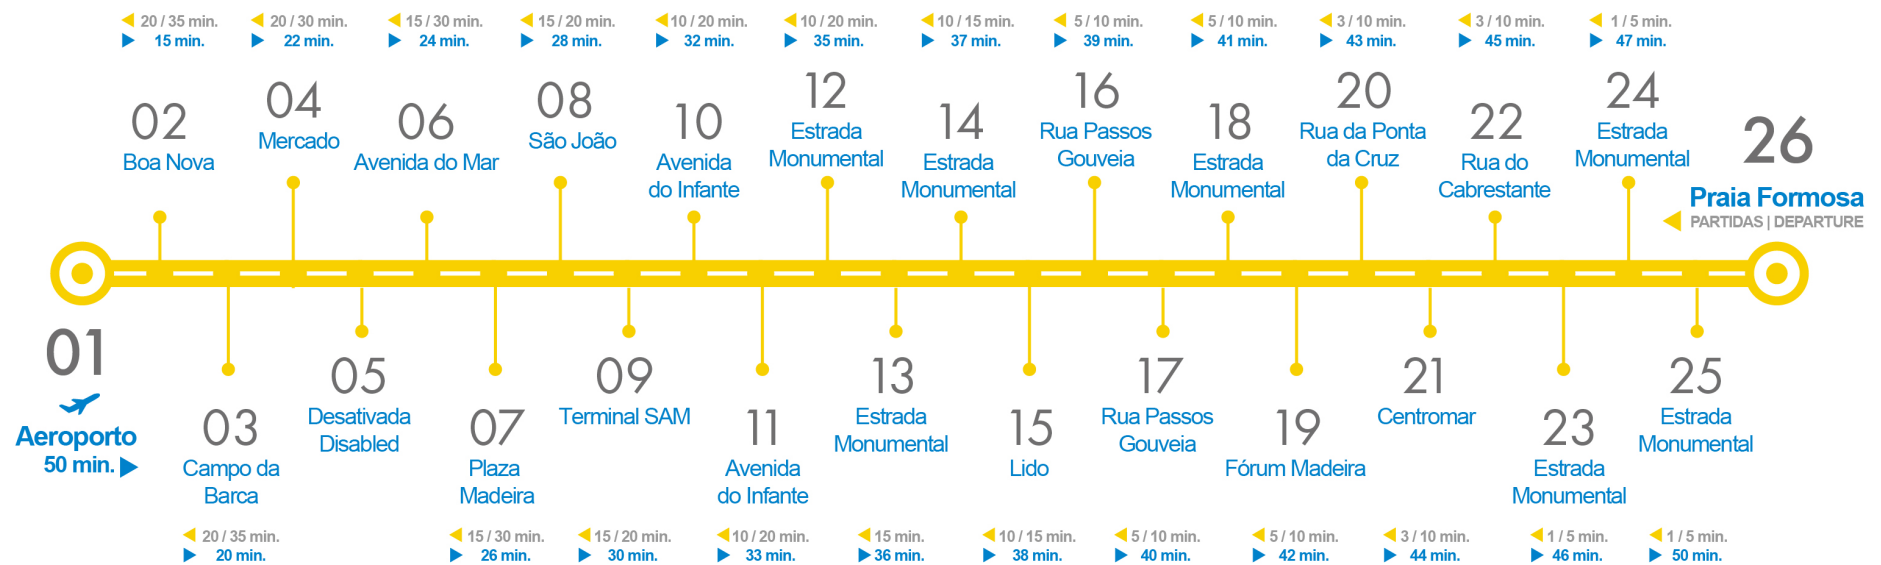 20 / 35 min.
15 min.
20 / 30 min.
22 min.
15 / 30 min.
24 min.
15 / 20 min.
28 min.
10 / 20 min.
32 min.
10 / 20 min.
35 min.
10 / 15 min.
37 min.
5 / 10 min.
39 min.
5 / 10 min.
41 min.
3 / 10 min.
43 min.
3 / 10 min.
45 min.
1 / 5 min.
47 min.
02
Boa Nova
04
Mercado
06
Avenida do Mar
08
São João
10
Avenida
do Infante
12
Estrada
Monumental
14
Estrada
Monumental
16
Rua Passos
Gouveia
18
Estrada
Monumental
20
Rua da Ponta
da Cruz
22
Rua do
Cabrestante
24
Estrada
Monumental
26
Praia Formosa
PARTIDAS | DEPARTURE
01
Aeroporto
50 min.
03
Campo da
Barca
05
Desativada
Disabled
07
Plaza
Madeira
09
Terminal SAM
11
Avenida
do Infante
13
Estrada
Monumental
15
Lido
17
Rua Passos
Gouveia
19
Fórum Madeira
21
Centromar
23
Estrada
Monumental
25
Estrada
Monumental
20 / 35 min.
20 min.
15 / 30 min.
26 min.
15 / 20 min.
30 min.
10 / 20 min.
33 min.
15 min.
36 min.
10 / 15 min.
38 min.
5 / 10 min.
40 min.
5 / 10 min.
42 min.
3 / 10 min.
44 min.
1 / 5 min.
46 min.
1 / 5 min.
50 min.